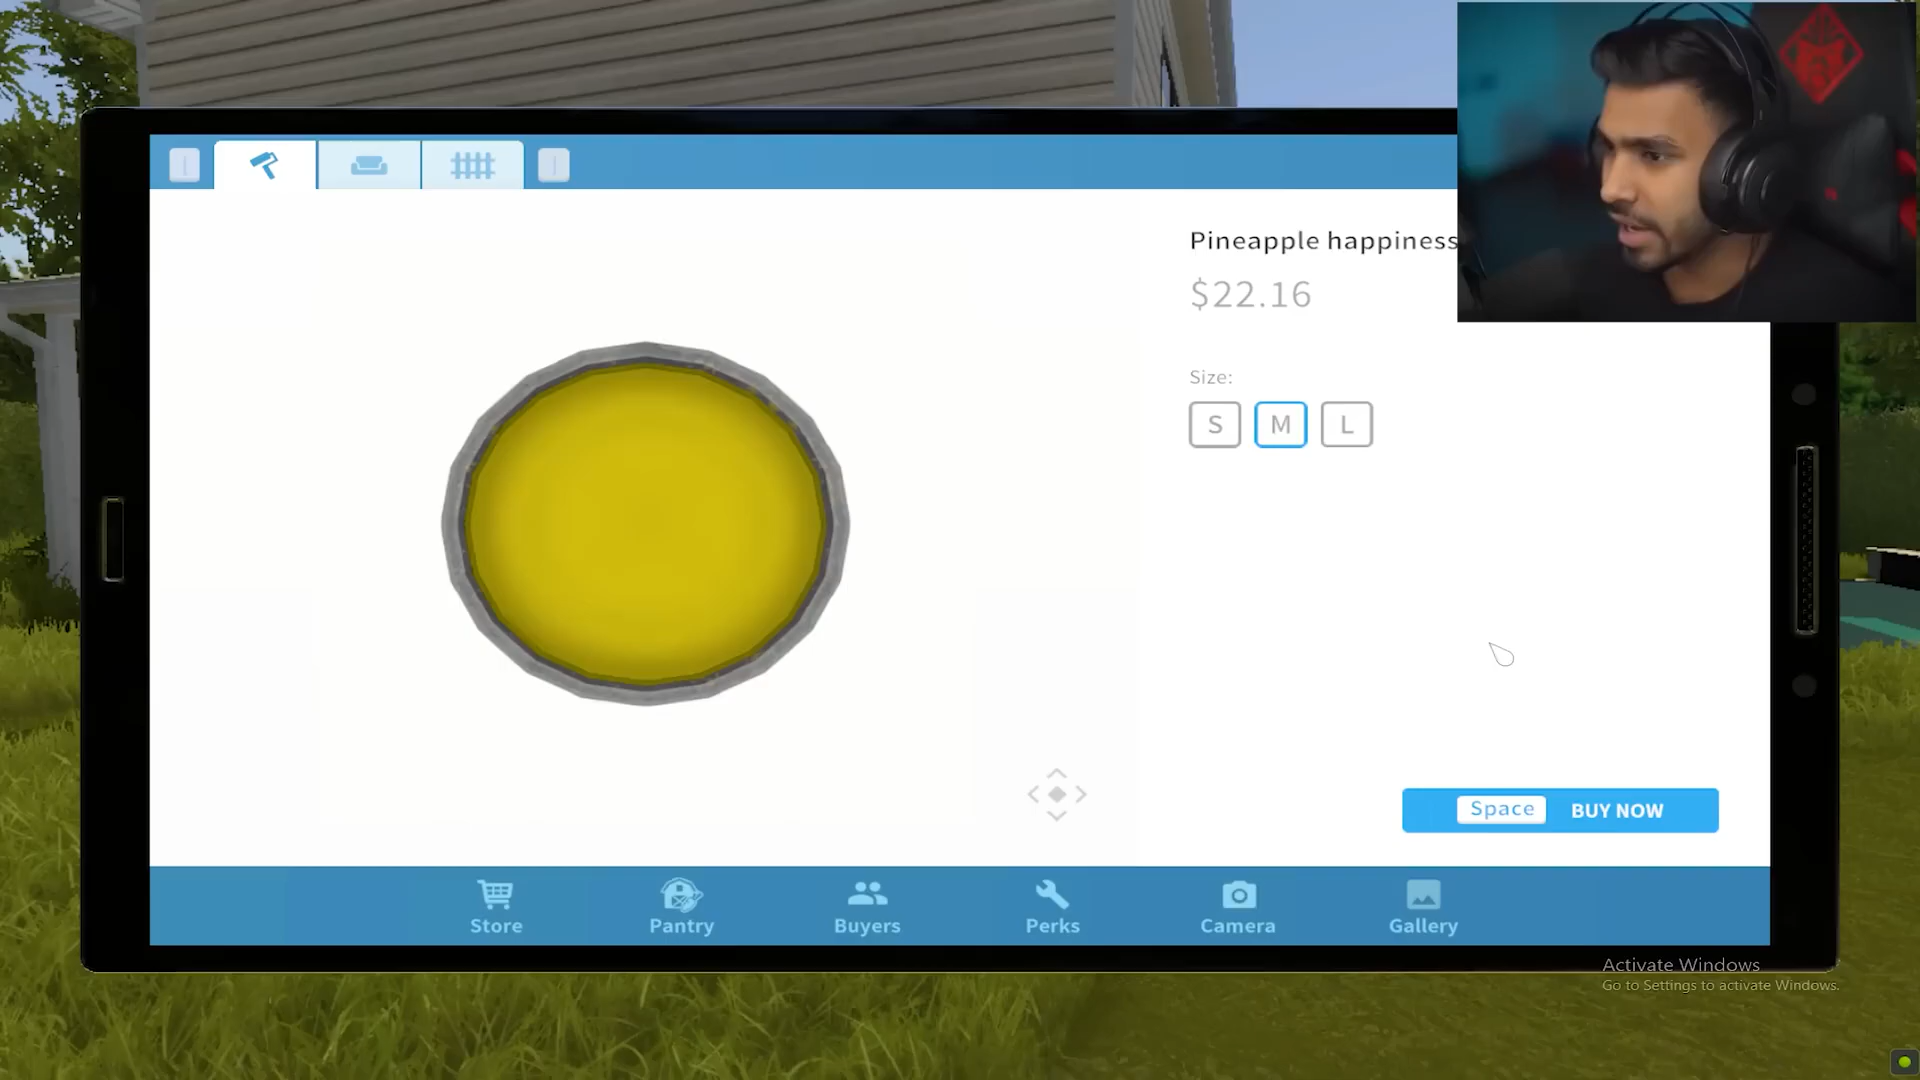 Pineapple happiness
$22.16
Size:
S M L
Space BUY NOW
Store Pantry Buyers Perks Camera Gallery
Activate Windows
Go to Settings to activate Windows.